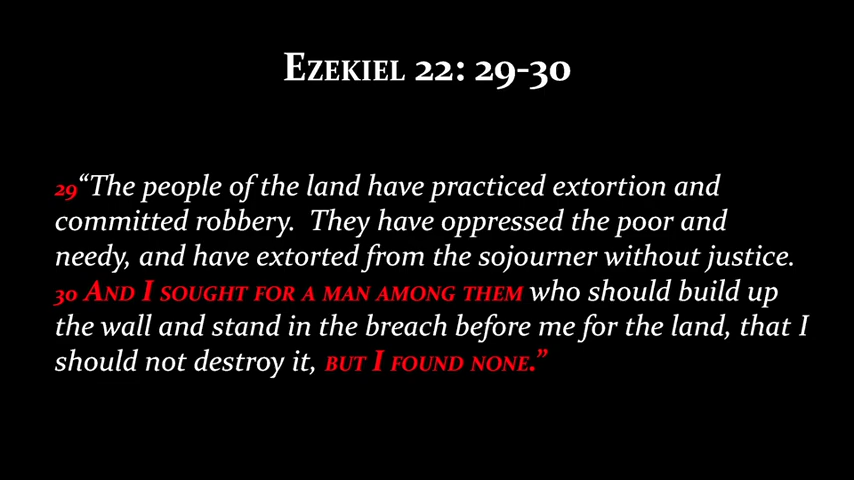 Ezekiel 22: 29-30
29“The people of the land have practiced extortion and
committed robbery.  They have oppressed the poor and
needy, and have extorted from the sojourner without justice.
30 And I sought for a man among them who should build up
the wall and stand in the breach before me for the land, that I
should not destroy it, but I found none.”